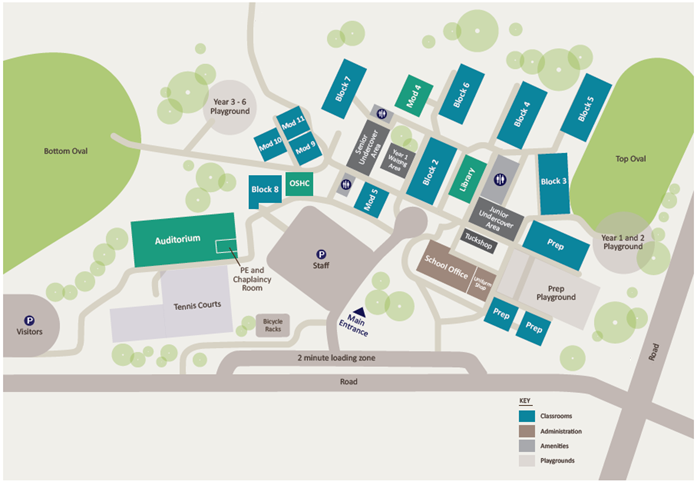 Block 7
Mod 4
Block 6
Block 4
Block 5
Year 3 - 6
Playground
Mod 11
Mod 10
Mod 9
Senior
Undercover
Area
Year 1
Waiting
Area
Bottom Oval
Top Oval
Block 2
Library
Block 3
Block 8
OSHC
Mod 5
Junior
Undercover
Area
Auditorium
Tuckshop
Prep
Year 1 and 2
Playground
P
Staff
PE and
Chaplaincy
Room
School Office
Uniform
Shop
Prep
Playground
Tennis Courts
P
Visitors
Bicycle
Racks
Main
Entrance
Prep
Prep
2 minute loading zone
Road
Road
KEY
Classrooms
Administration
Amenities
Playgrounds